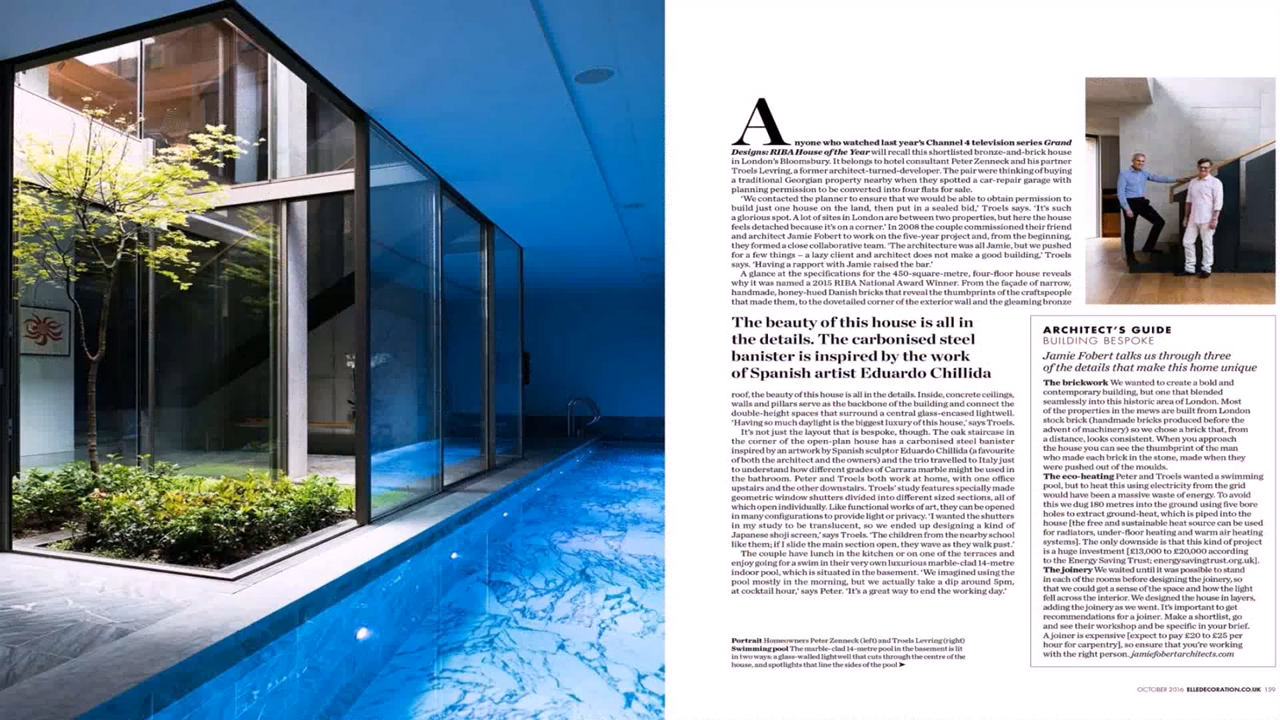 Anyone who watched last year's Channel 4 television series Grand
Designs: RIBA House of the Year will recall this shortlisted bronze-and-brick house
in London's Bloomsbury. It belongs to hotel consultant Peter Zenneck and his partner
Troels Levring, a former architect-turned-developer. The pair were thinking of buying
a traditional Georgian property nearby when they spotted a car-repair garage with
planning permission to be converted into four flats for sale.
'We contacted the planner to ensure that we would be able to obtain permission to
build just one house on the land, then put in a sealed bid,' Troels says. 'It's such
a glorious spot. A lot of sites in London are between two properties, but here the house
feels detached because it's on a corner.' In 2008 the couple commissioned their friend
and architect Jamie Fobert to work on the five-year project and, from the beginning,
they formed a close collaborative team. 'The architecture was all Jamie, but we pushed
for a few things – a lazy client and architect does not make a good building,' Troels
says. 'Having a rapport with Jamie raised the bar.'
A glance at the specifications for the 450-square-metre, four-floor house reveals
why it was named a 2015 RIBA National Award Winner. From the façade of narrow,
handmade, honey-hued Danish bricks that reveal the thumbprints of the craftspeople
that made them, to the dovetailed corner of the exterior wall and the gleaming bronze
The beauty of this house is all in
the details. The carbonised steel
banister is inspired by the work
of Spanish artist Eduardo Chillida
roof, the beauty of this house is all in the details. Inside, concrete ceilings,
walls and pillars serve as the backbone of the building and connect the
double-height spaces that surround a central glass-encased lightwell.
'Having so much daylight is the biggest luxury of this house,' says Troels.
It's not just the layout that is bespoke, though. The oak staircase in
the corner of the open-plan house has a carbonised steel banister
inspired by an artwork by Spanish sculptor Eduardo Chillida (a favourite
of both the architect and the owners) and the trio travelled to Italy just
to understand how different grades of Carrara marble might be used in
the bathroom. Peter and Troels both work at home, with one office
upstairs and the other downstairs. Troels' study features specially made
geometric window shutters divided into different sized sections, all of
which open individually. Like functional works of art, they can be opened
in many configurations to provide light or privacy. 'I wanted the shutters
in my study to be translucent, so we ended up designing a kind of
Japanese shoji screen,' says Troels. 'The children from the nearby school
like them; if I slide the main section open, they wave as they walk past.'
The couple have lunch in the kitchen or on one of the terraces and
enjoy going for a swim in their very own luxurious marble-clad 14-metre
indoor pool, which is situated in the basement. 'We imagined using the
pool mostly in the morning, but we actually take a dip around 5pm,
at cocktail hour,' says Peter. 'It's a great way to end the working day.'
Portrait Homeowners Peter Zenneck (left) and Troels Levring (right)
Swimming pool The marble-clad 14-metre pool in the basement is lit
in two ways: a glass-walled lightwell that cuts through the centre of the
house, and spotlights that line the sides of the pool ➤
ARCHITECT'S GUIDE
BUILDING BESPOKE
Jamie Fobert talks us through three
of the details that make this home unique
The brickwork We wanted to create a bold and
contemporary building, but one that blended
seamlessly into this historic area of London. Most
of the properties in the mews are built from London
stock brick (handmade bricks produced before the
advent of machinery) so we chose a brick that, from
a distance, looks consistent. When you approach
the house you can see the thumbprint of the man
who made each brick in the stone, made when they
were pushed out of the moulds.
The eco-heating Peter and Troels wanted a swimming
pool, but to heat this using electricity from the grid
would have been a massive waste of energy. To avoid
this we dug 180 metres into the ground using five bore
holes to extract ground-heat, which is piped into the
house [the free and sustainable heat source can be used
for radiators, under-floor heating and warm air heating
systems]. The only downside is that this kind of project
is a huge investment [£13,000 to £20,000 according
to the Energy Saving Trust; energysavingtrust.org.uk].
The joinery We waited until it was possible to stand
in each of the rooms before designing the joinery, so
that we could get a sense of the space and how the light
fell across the interior. We designed the house in layers,
adding the joinery as we went. It's important to get
recommendations for a joiner. Make a shortlist, go
and see their workshop and be specific in your brief.
A joiner is expensive [expect to pay £20 to £25 per
hour for carpentry], so ensure that you're working
with the right person. jamiefobertarchitects.com
OCTOBER 2016 ELLEDECORATION.CO.UK 159